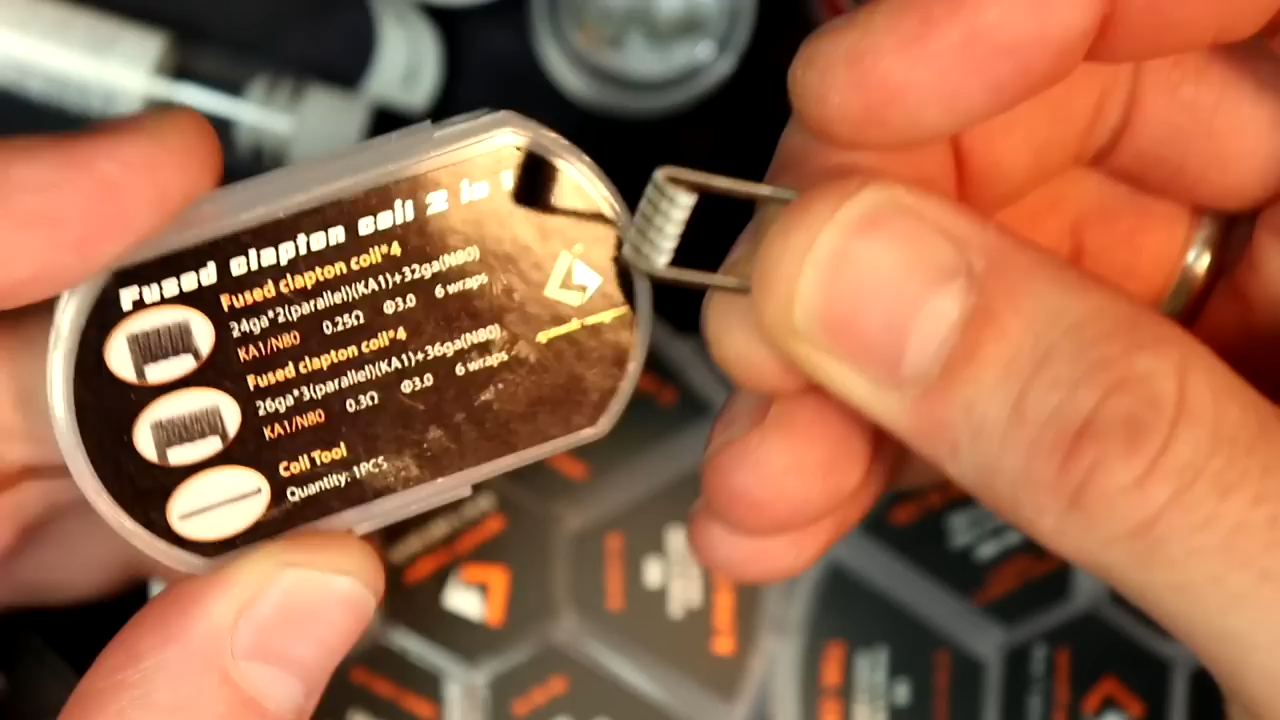 Fused clapton coil 2 in 1
Fused clapton coil*4
24ga*2(parallel)(KA1)+32ga(N80)
KA1/N80 0.25Ω Φ3.0 6 wraps
Fused clapton coil*4
26ga*3(parallel)(KA1)+36ga(N80)
KA1/N80 0.3Ω Φ3.0 6 wraps
Coil Tool
Quantity: 1PCS